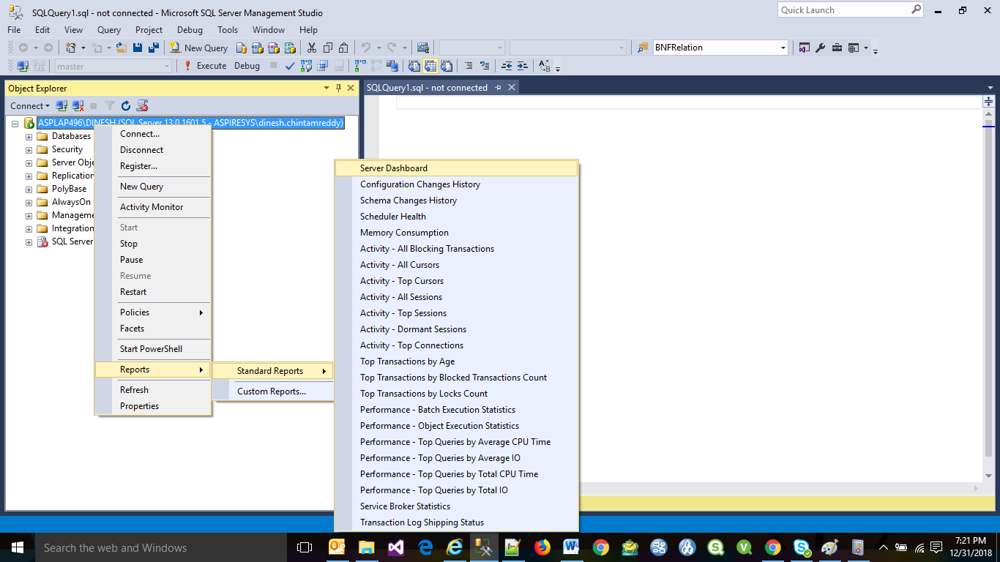 SQLQuery1.sql - not connected - Microsoft SQL Server Management Studio
Quick Launch
File Edit View Query Project Debug Tools Window Help
New Query
BNFRelation
master
Execute Debug
Object Explorer
SQLQuery1.sql - not connected
Connect
ASPLAP496\DINESH (SQL Server 13.0.1601.5 - ASPIRESYS\dinesh.chintamreddy)
Databases
Security
Server Obje
Replication
PolyBase
AlwaysOn
Manageme
Integration
SQL Server
Connect...
Disconnect
Register...
New Query
Activity Monitor
Start
Stop
Pause
Resume
Restart
Policies
Facets
Start PowerShell
Reports
Refresh
Properties
Standard Reports
Custom Reports...
Server Dashboard
Configuration Changes History
Schema Changes History
Scheduler Health
Memory Consumption
Activity - All Blocking Transactions
Activity - All Cursors
Activity - Top Cursors
Activity - All Sessions
Activity - Top Sessions
Activity - Dormant Sessions
Activity - Top Connections
Top Transactions by Age
Top Transactions by Blocked Transactions Count
Top Transactions by Locks Count
Performance - Batch Execution Statistics
Performance - Object Execution Statistics
Performance - Top Queries by Average CPU Time
Performance - Top Queries by Average IO
Performance - Top Queries by Total CPU Time
Performance - Top Queries by Total IO
Service Broker Statistics
Transaction Log Shipping Status
Search the web and Windows
7:21 PM
12/31/2018